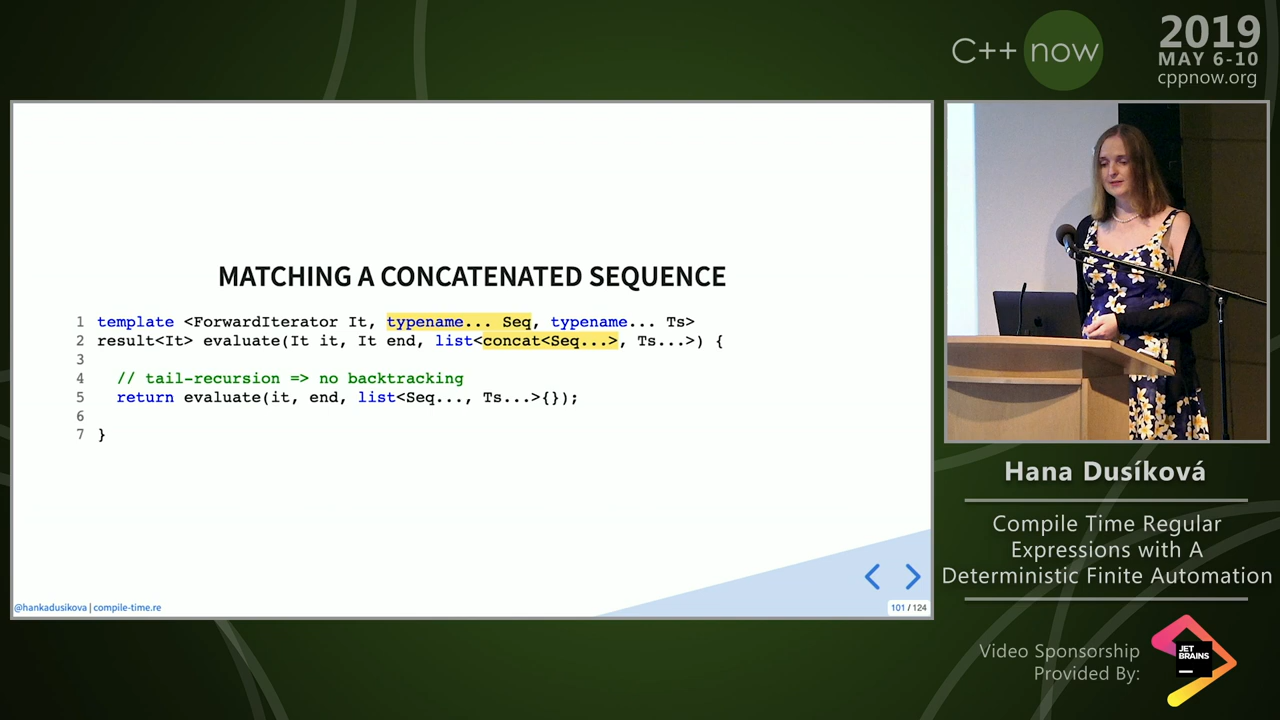 C++ now
2019
MAY 6-10
cppnow.org
MATCHING A CONCATENATED SEQUENCE
1 template <ForwardIterator It, typename... Seq, typename... Ts>
2 result<It> evaluate(It it, It end, list<concat<Seq...>, Ts...>) {
3
4 // tail-recursion => no backtracking
5 return evaluate(it, end, list<Seq..., Ts...>{});
6
7 }
@hankadusikova | compile-time.re
101 / 124
Hana Dusíková
Compile Time Regular
Expressions with A
Deterministic Finite Automation
Video Sponsorship
Provided By:
JET
BRAINS